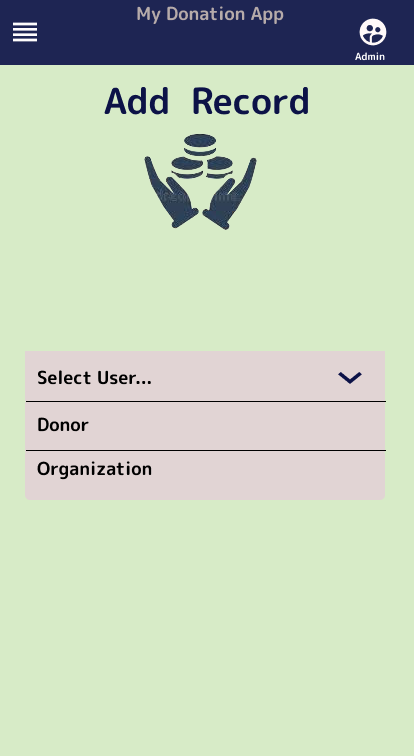 My Donation App
Admin
Add Record
Select User...
Donor
Organization